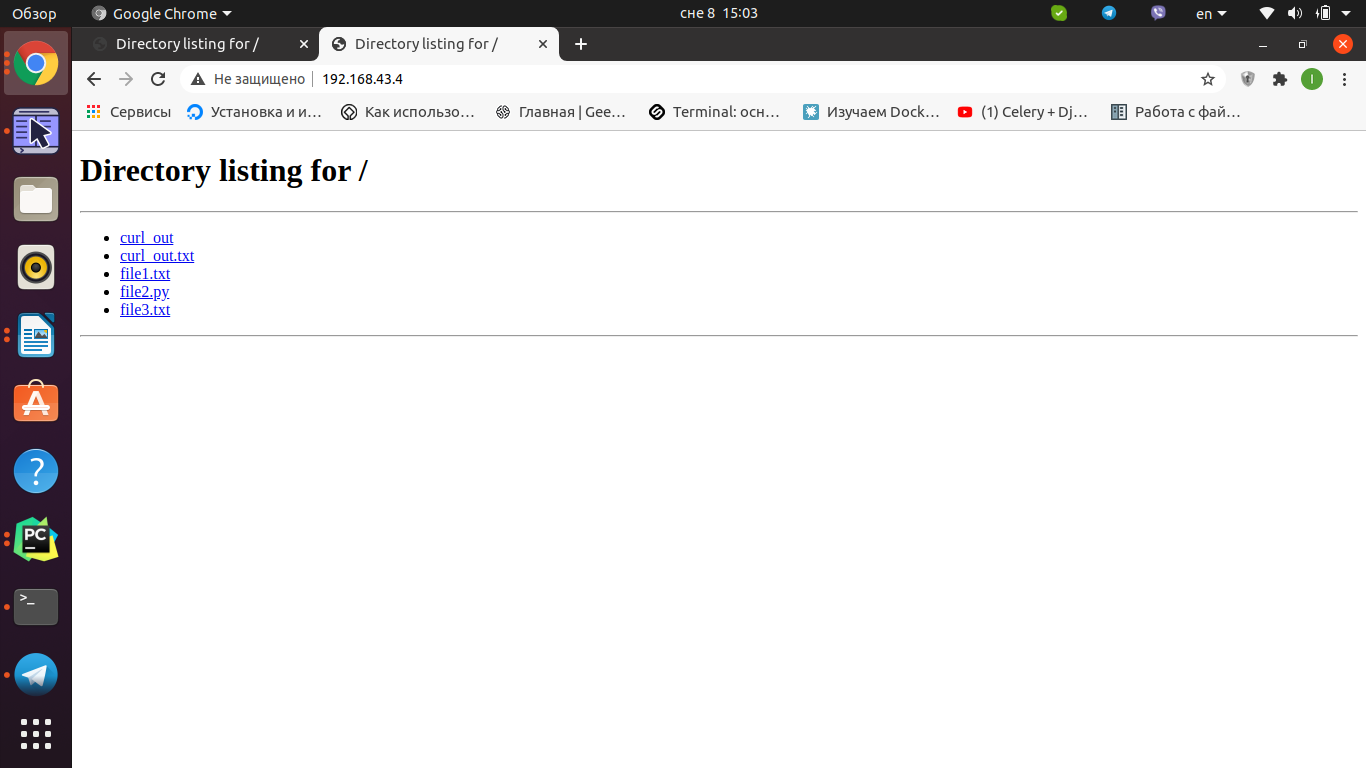 Обзор Google Chrome сне 8 15:03 en
Directory listing for / Directory listing for /
Не защищено 192.168.43.4 I
Сервисы Установка и и… Как использо… Главная | Gee… Terminal: осн… Изучаем Dock… (1) Celery + Dj… Работа с фай…
Directory listing for /
curl_out
curl_out.txt
file1.txt
file2.py
file3.txt
?
PC
>_